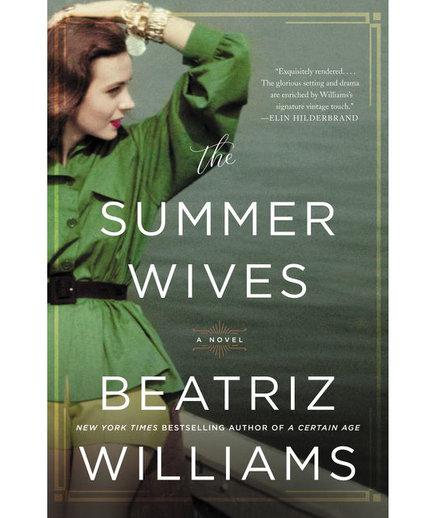 "Exquisitely rendered. . . .
The glorious setting and drama
are enriched by Williams's
signature vintage touch."
—ELIN HILDERBRAND
the
SUMMER
WIVES
A NOVEL
BEATRIZ
NEW YORK TIMES BESTSELLING AUTHOR OF A CERTAIN AGE
WILLIAMS